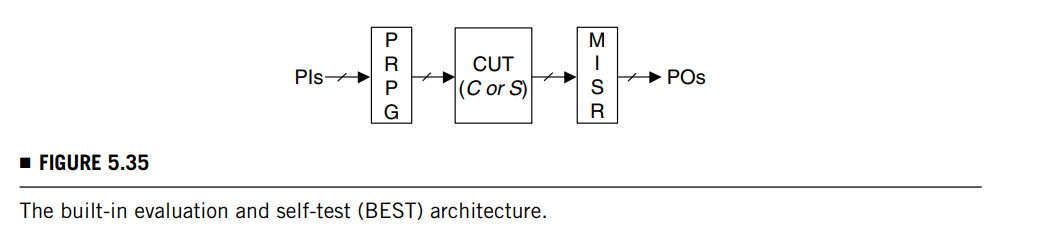 PIs
P
R
P
G
CUT
(C or S)
M
I
S
R
POs
■ FIGURE 5.35
The built-in evaluation and self-test (BEST) architecture.